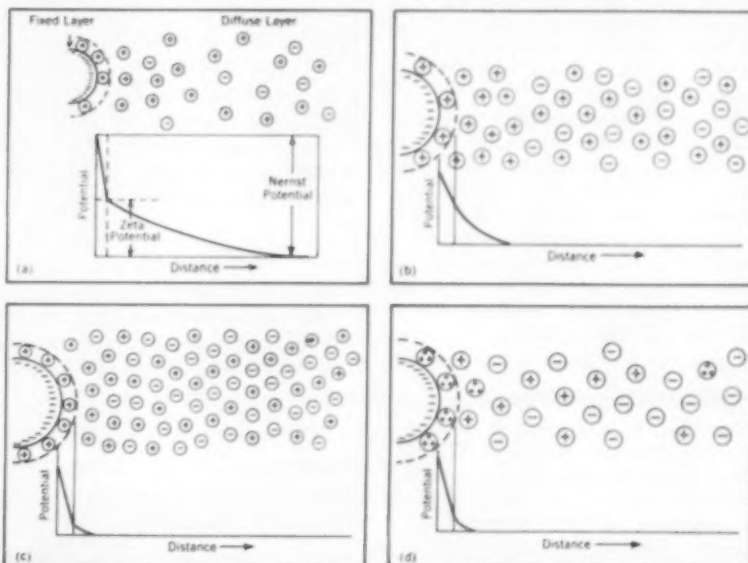 Fixed Layer Diffuse Layer
Potential
Zeta
Potential
Nernst
Potential
(a)
Distance
Potential
(b)
Distance
Potential
(c)
Distance
Potential
(d)
Distance